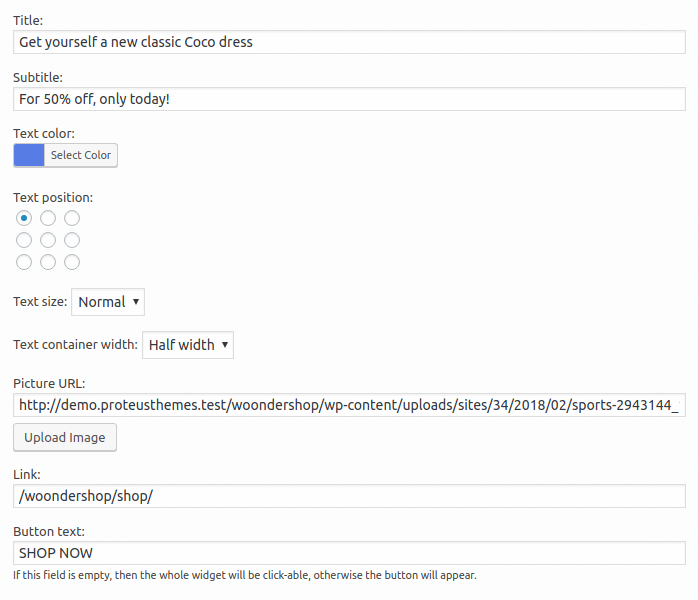 Title:
Get yourself a new classic Coco dress
Subtitle:
For 50% off, only today!
Text color:
Select Color
Text position:
Text size: Normal
Text container width: Half width
Picture URL:
http://demo.proteusthemes.test/woondershop/wp-content/uploads/sites/34/2018/02/sports-2943144_
Upload Image
Link:
/woondershop/shop/
Button text:
SHOP NOW
If this field is empty, then the whole widget will be click-able, otherwise the button will appear.